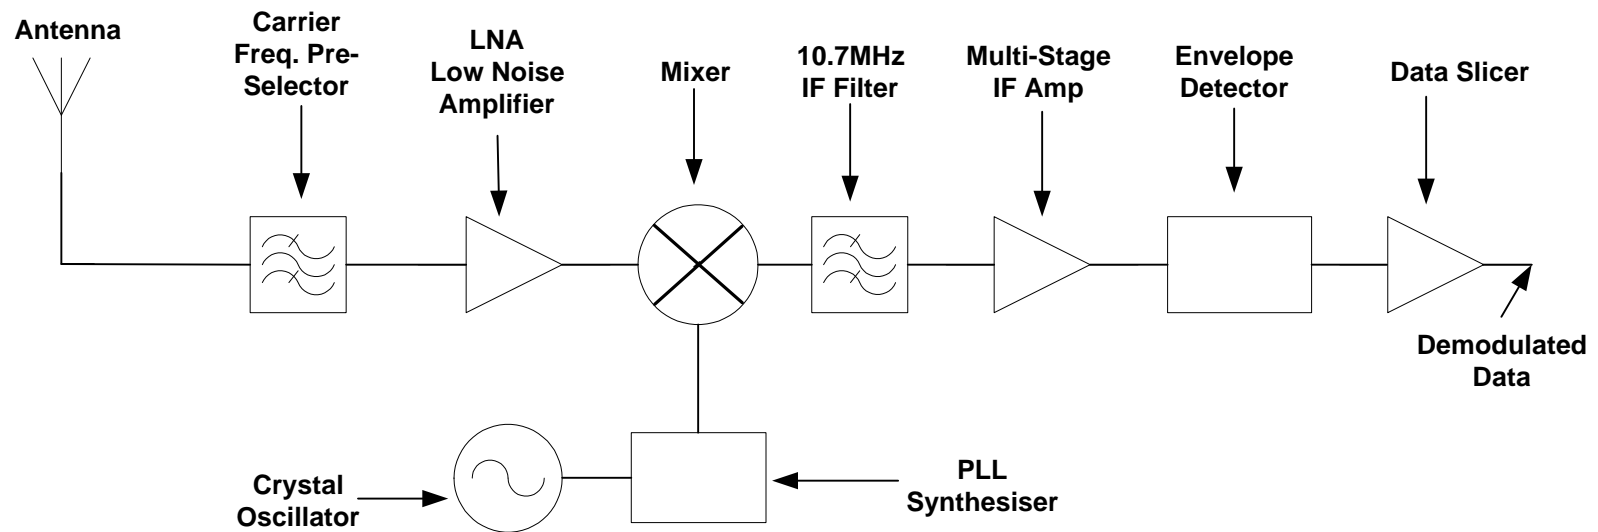 Antenna
Carrier
Freq. Pre-
Selector
LNA
Low Noise
Amplifier
Mixer
10.7MHz
IF Filter
Multi-Stage
IF Amp
Envelope
Detector
Data Slicer
Demodulated
Data
Crystal
Oscillator
PLL
Synthesiser